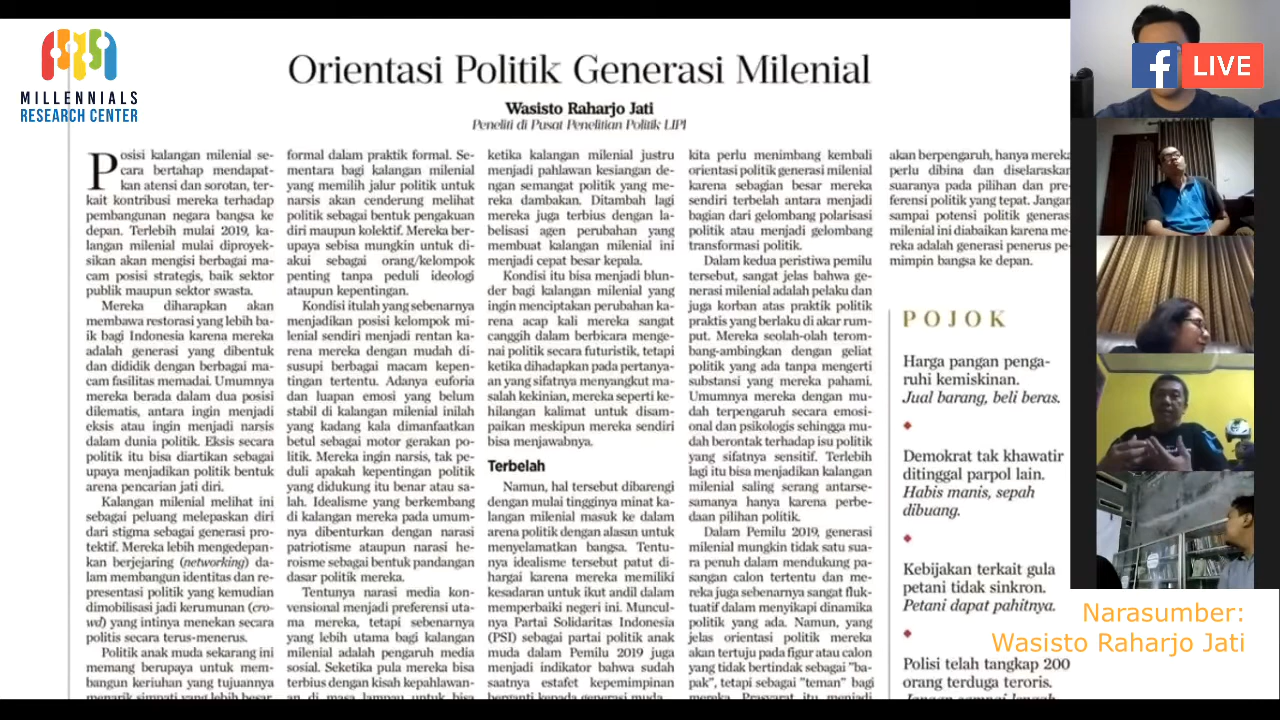 MILLENNIALS
RESEARCH CENTER
Orientasi Politik Generasi Milenial
Wasisto Raharjo Jati
Peneliti di Pusat Penelitian Politik LIPI
Posisi kalangan milenial se-
cara bertahap mendapat-
kan atensi dan sorotan, ter-
kait kontribusi mereka terhadap
pembangunan negara bangsa ke
depan. Terlebih mulai 2019, ka-
langan milenial mulai diproyek-
sikan akan mengisi berbagai ma-
cam posisi strategis, baik sektor
publik maupun sektor swasta.
Mereka diharapkan akan
membawa restorasi yang lebih ba-
ik bagi Indonesia karena mereka
adalah generasi yang dibentuk
dan dididik dengan berbagai ma-
cam fasilitas memadai. Umumnya
mereka berada dalam dua posisi
dilematis, antara ingin menjadi
eksis atau ingin menjadi narsis
dalam dunia politik. Eksis secara
politik itu bisa diartikan sebagai
upaya menjadikan politik bentuk
arena pencarian jati diri.
Kalangan milenial melihat ini
sebagai peluang melepaskan diri
dari stigma sebagai generasi pro-
tektif. Mereka lebih mengedepan-
kan berjejaring (networking) da-
lam membangun identitas dan re-
presentasi politik yang kemudian
dimobilisasi jadi kerumunan (cro-
wd) yang intinya menekan secara
politis secara terus-menerus.
Politik anak muda sekarang ini
memang berupaya untuk mem-
bangun keriuhan yang tujuannya
menarik simpati yang lebih besar
formal dalam praktik formal. Se-
mentara bagi kalangan milenial
yang memilih jalur politik untuk
narsis akan cenderung melihat
politik sebagai bentuk pengakuan
diri maupun kolektif. Mereka ber-
upaya sebisa mungkin untuk di-
akui sebagai orang/kelompok
penting tanpa peduli ideologi
ataupun kepentingan.
Kondisi itulah yang sebenarnya
menjadikan posisi kelompok mi-
lenial sendiri menjadi rentan ka-
rena mereka dengan mudah di-
susupi berbagai macam kepen-
tingan tertentu. Adanya euforia
dan luapan emosi yang belum
stabil di kalangan milenial inilah
yang kadang kala dimanfaatkan
betul sebagai motor gerakan po-
litik. Mereka ingin narsis, tak pe-
duli apakah kepentingan politik
yang didukung itu benar atau sa-
lah. Idealisme yang berkembang
di kalangan mereka pada umum-
nya dibenturkan dengan narasi
patriotisme ataupun narasi he-
roisme sebagai bentuk pandangan
dasar politik mereka.
Tentunya narasi media kon-
vensional menjadi preferensi uta-
ma mereka, tetapi sebenarnya
yang lebih utama bagi kalangan
milenial adalah pengaruh media
sosial. Seketika pula mereka bisa
terbius dengan kisah kepahlawan-
an di masa lampau untuk bisa
ketika kalangan milenial justru
menjadi pahlawan kesiangan de-
ngan semangat politik yang me-
reka dambakan. Ditambah lagi
mereka juga terbius dengan la-
belisasi agen perubahan yang
membuat kalangan milenial ini
menjadi cepat besar kepala.
Kondisi itu bisa menjadi blun-
der bagi kalangan milenial yang
ingin menciptakan perubahan ka-
rena acap kali mereka sangat
canggih dalam berbicara menge-
nai politik secara futuristik, tetapi
ketika dihadapkan pada pertanya-
an yang sifatnya menyangkut ma-
salah kekinian, mereka seperti ke-
hilangan kalimat untuk disam-
paikan meskipun mereka sendiri
bisa menjawabnya.
Terbelah
Namun, hal tersebut dibarengi
dengan mulai tingginya minat ka-
langan milenial masuk ke dalam
arena politik dengan alasan untuk
menyelamatkan bangsa. Tentu-
nya idealisme tersebut patut di-
hargai karena mereka memiliki
kesadaran untuk ikut andil dalam
memperbaiki negeri ini. Muncul-
nya Partai Solidaritas Indonesia
(PSI) sebagai partai politik anak
muda dalam Pemilu 2019 juga
menjadi indikator bahwa sudah
saatnya estafet kepemimpinan
berganti kepada generasi muda.
kita perlu menimbang kembali
orientasi politik generasi milenial
karena sebagian besar mereka
sendiri terbelah antara menjadi
bagian dari gelombang polarisasi
politik atau menjadi gelombang
transformasi politik.
Dalam kedua peristiwa pemilu
tersebut, sangat jelas bahwa ge-
nerasi milenial adalah pelaku dan
juga korban atas praktik politik
praktis yang berlaku di akar rum-
put. Mereka seolah-olah terom-
bang-ambingkan dengan geliat
politik yang ada tanpa mengerti
substansi yang mereka pahami.
Umumnya mereka dengan mu-
dah terpengaruh secara emosi-
onal dan psikologis sehingga mu-
dah berontak terhadap isu politik
yang sifatnya sensitif. Terlebih
lagi itu bisa menjadikan kalangan
milenial saling serang antarse-
samanya hanya karena perbe-
daan pilihan politik.
Dalam Pemilu 2019, generasi
milenial mungkin tidak satu sua-
ra penuh dalam mendukung pa-
sangan calon tertentu dan me-
reka juga sebenarnya sangat fluk-
tuatif dalam menyikapi dinamika
politik yang ada. Namun, yang
jelas orientasi politik mereka
akan tertuju pada figur atau calon
yang tidak bertindak sebagai "ba-
pak", tetapi sebagai "teman" bagi
mereka. Prasyarat itu menjadi
akan berpengaruh, hanya mereka
perlu dibina dan diselaraskan
suaranya pada pilihan dan pre-
ferensi politik yang tepat. Jangan
sampai potensi politik generas
milenial ini diabaikan karena me-
reka adalah generasi penerus pe-
mimpin bangsa ke depan.
POJOK
Harga pangan penga-
ruhi kemiskinan.
Jual barang, beli beras.
Demokrat tak khawatir
ditinggal parpol lain.
Habis manis, sepah
dibuang.
Kebijakan terkait gula
petani tidak sinkron.
Petani dapat pahitnya.
Polisi telah tangkap 200
orang terduga teroris.
f LIVE
Narasumber:
Wasisto Raharjo Jati